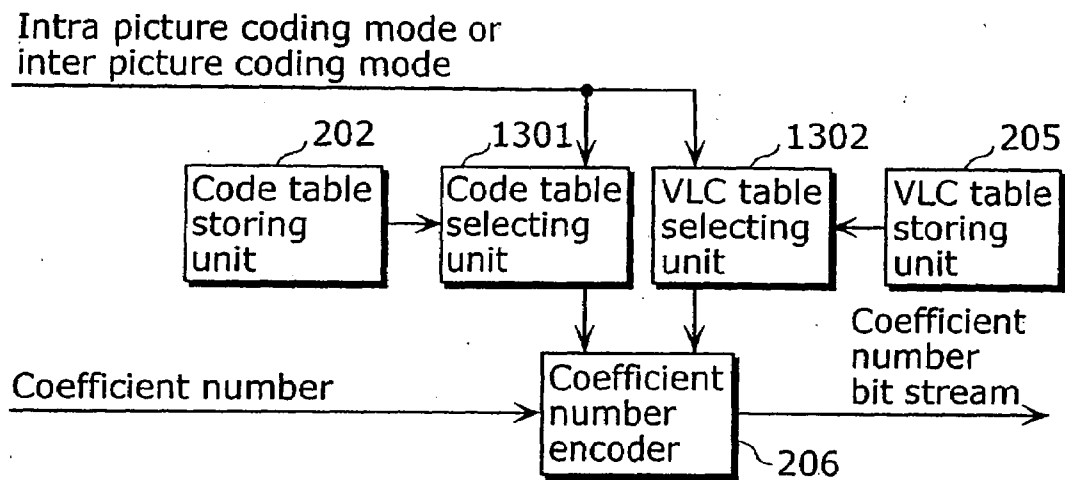 Intra picture coding mode or
inter picture coding mode
202
1301
1302
205
Code table
storing
unit
Code table
selecting
unit
VLC table
selecting
unit
VLC table
storing
unit
Coefficient number
Coefficient
number
encoder
Coefficient
number
bit stream
206